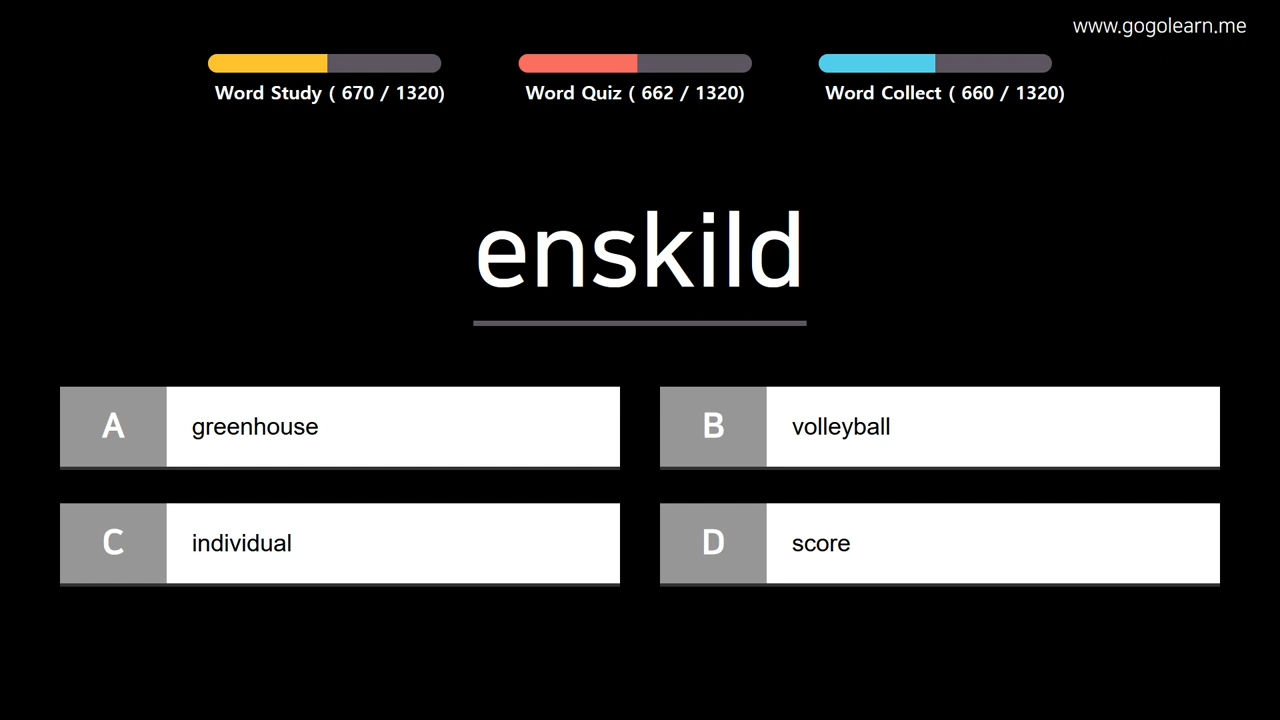 www.gogolearn.me
Word Study ( 670 / 1320)
Word Quiz ( 662 / 1320)
Word Collect ( 660 / 1320)
enskild
A greenhouse
B volleyball
C individual
D score